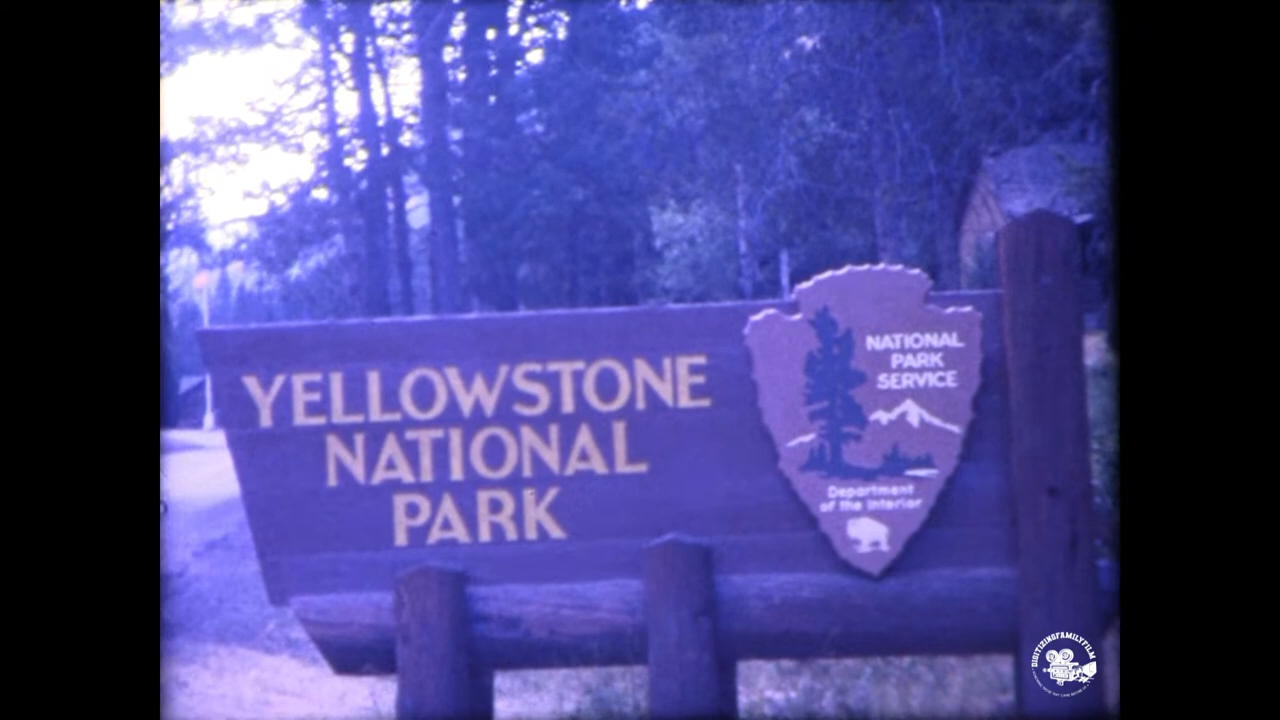 YELLOWSTONE
NATIONAL
PARK
NATIONAL
PARK
SERVICE
Department
of the Interior
DIGITIZINGFAMILYFILM